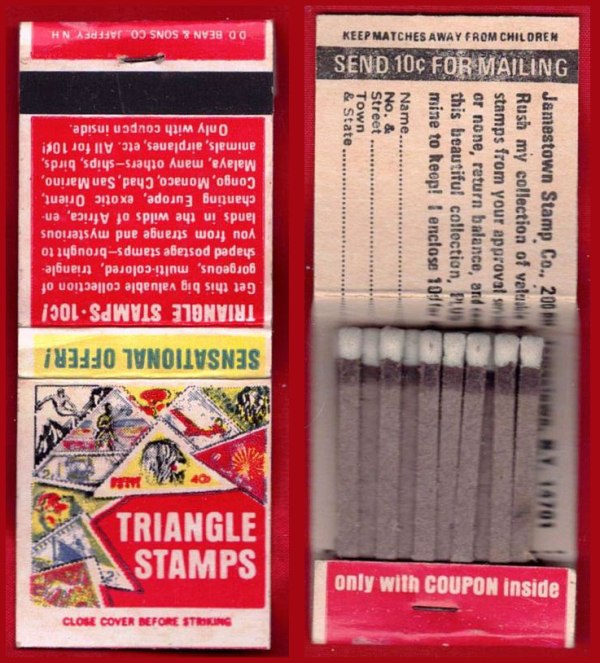 D.D. BEAN & SONS CO., JAFFREY, N.H.
TRIANGLE STAMPS • 10¢!
Get this big valuable collection of
gorgeous, multi-colored, triangle-
shaped postage stamps—brought to
you from strange and mysterious
lands in the wilds of Africa, en-
chanting Europe, exotic Orient,
Congo, Monaco, Chad, San Marino,
Malaya, many others—ships, birds,
animals, airplanes, etc. All for 10¢!
Only with coupon inside.
SENSATIONAL OFFER!
TRIANGLE
STAMPS
CLOSE COVER BEFORE STRIKING
KEEP MATCHES AWAY FROM CHILDREN
SEND 10¢ FOR MAILING
Jamestown Stamp Co.,
Rush my collection of
stamps from your approval
or none, return balance, and
this beautiful collection,
mine to keep! I enclose 10¢
Name
No. &
Street
Town
& State
N.Y. 14701
only with COUPON inside